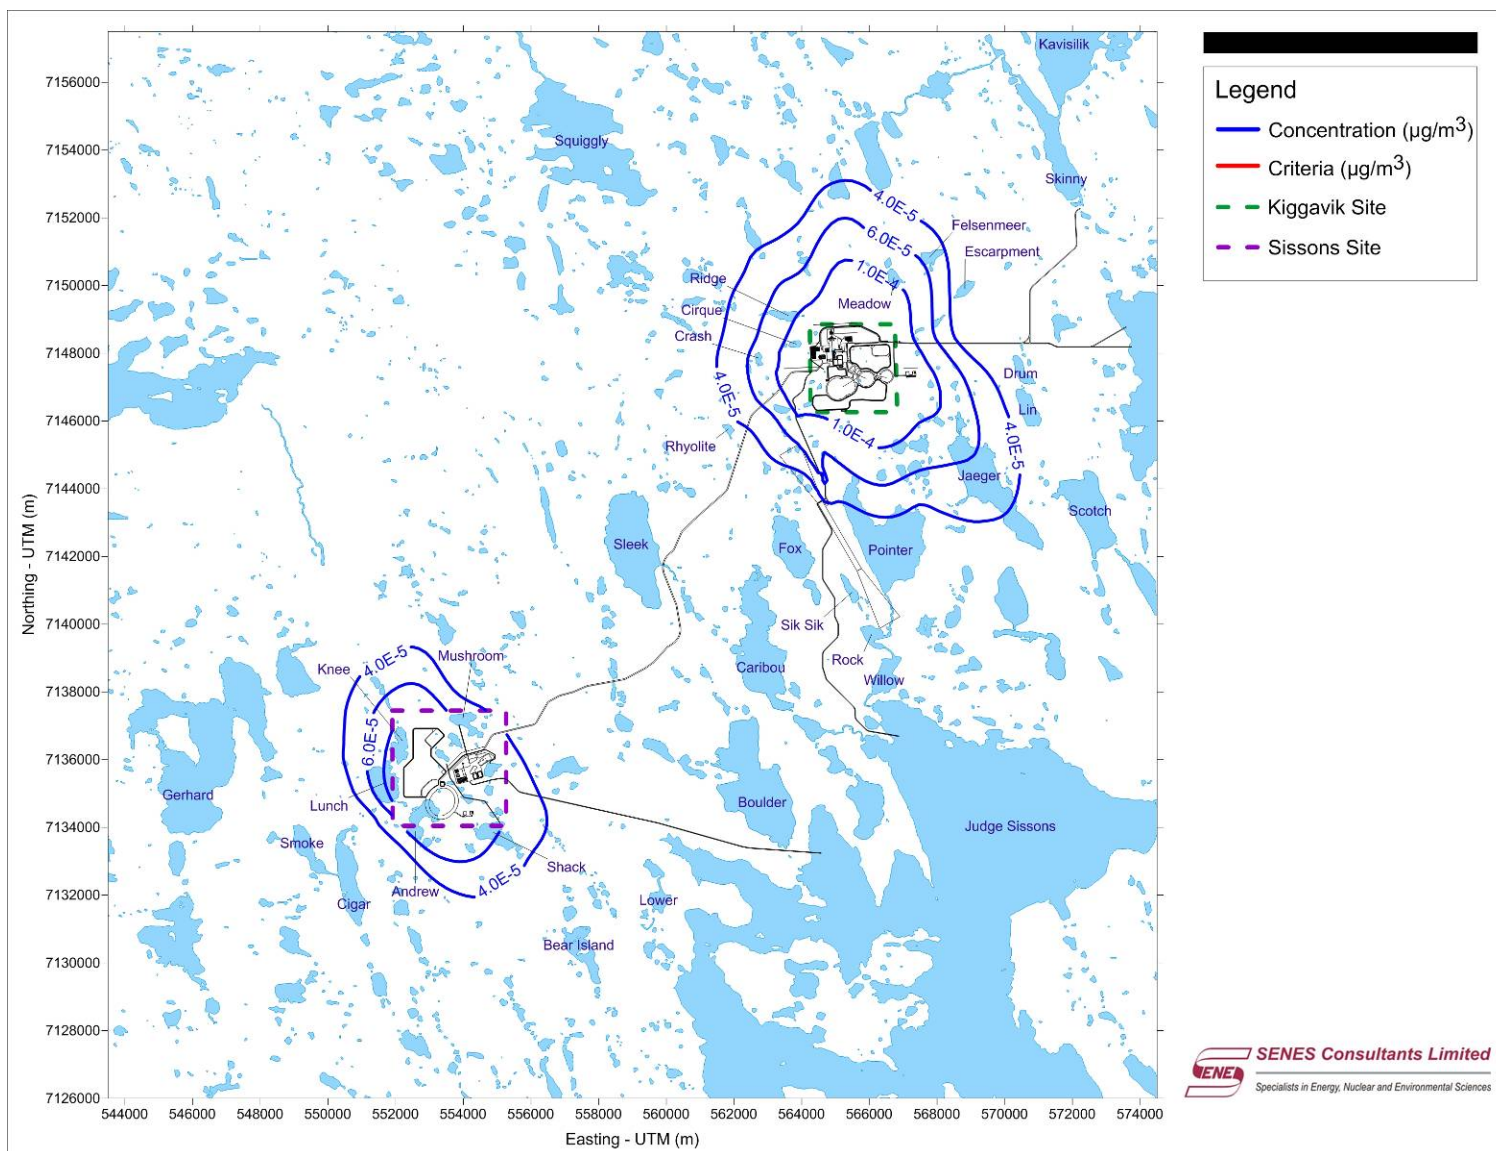 Legend
Concentration (µg/m3)
Criteria (µg/m3)
Kiggavik Site
Sissons Site
Northing - UTM (m)
7156000
7154000
7152000
7150000
7148000
7146000
7144000
7142000
7140000
7138000
7136000
7134000
7132000
7130000
7128000
7126000
Kavisilik
Squiggly
Skinny
4.0E-5
Felsenmeer
6.0E-5
Escarpment
1.0E-4
Ridge
Meadow
Cirque
Crash
Drum
4.0E-5
Lin
1.0E-4
4.0E-5
Rhyolite
Jaeger
Scotch
Sleek
Fox
Pointer
Sik Sik
Mushroom
4.0E-5
Knee
Caribou
Rock
Willow
6.0E-5
Gerhard
Lunch
Boulder
Judge Sissons
Smoke
Shack
4.0E-5
Andrew
Cigar
Lower
Bear Island
544000 546000 548000 550000 552000 554000 556000 558000 560000 562000 564000 566000 568000 570000 572000 574000
Easting - UTM (m)
SENES
SENES Consultants Limited
Specialists in Energy, Nuclear and Environmental Sciences